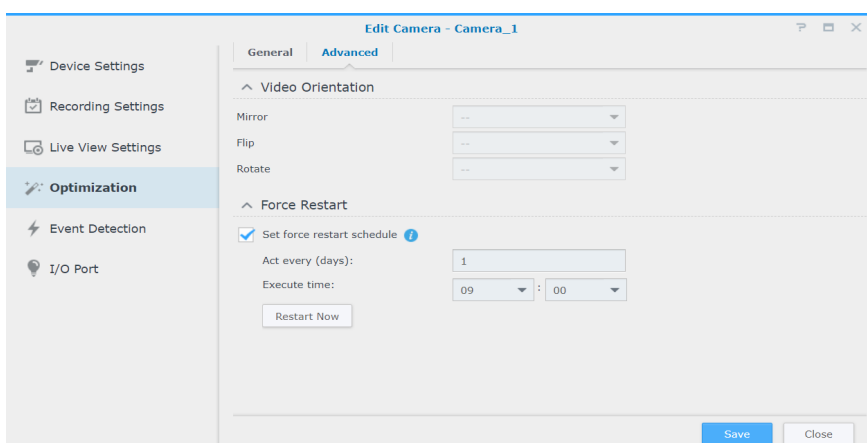 Edit Camera - Camera_1
Device Settings
Recording Settings
Live View Settings
Optimization
Event Detection
I/O Port
General Advanced
Video Orientation
Mirror --
Flip --
Rotate --
Force Restart
Set force restart schedule i
Act every (days): 1
Execute time: 09 : 00
Restart Now
Save Close